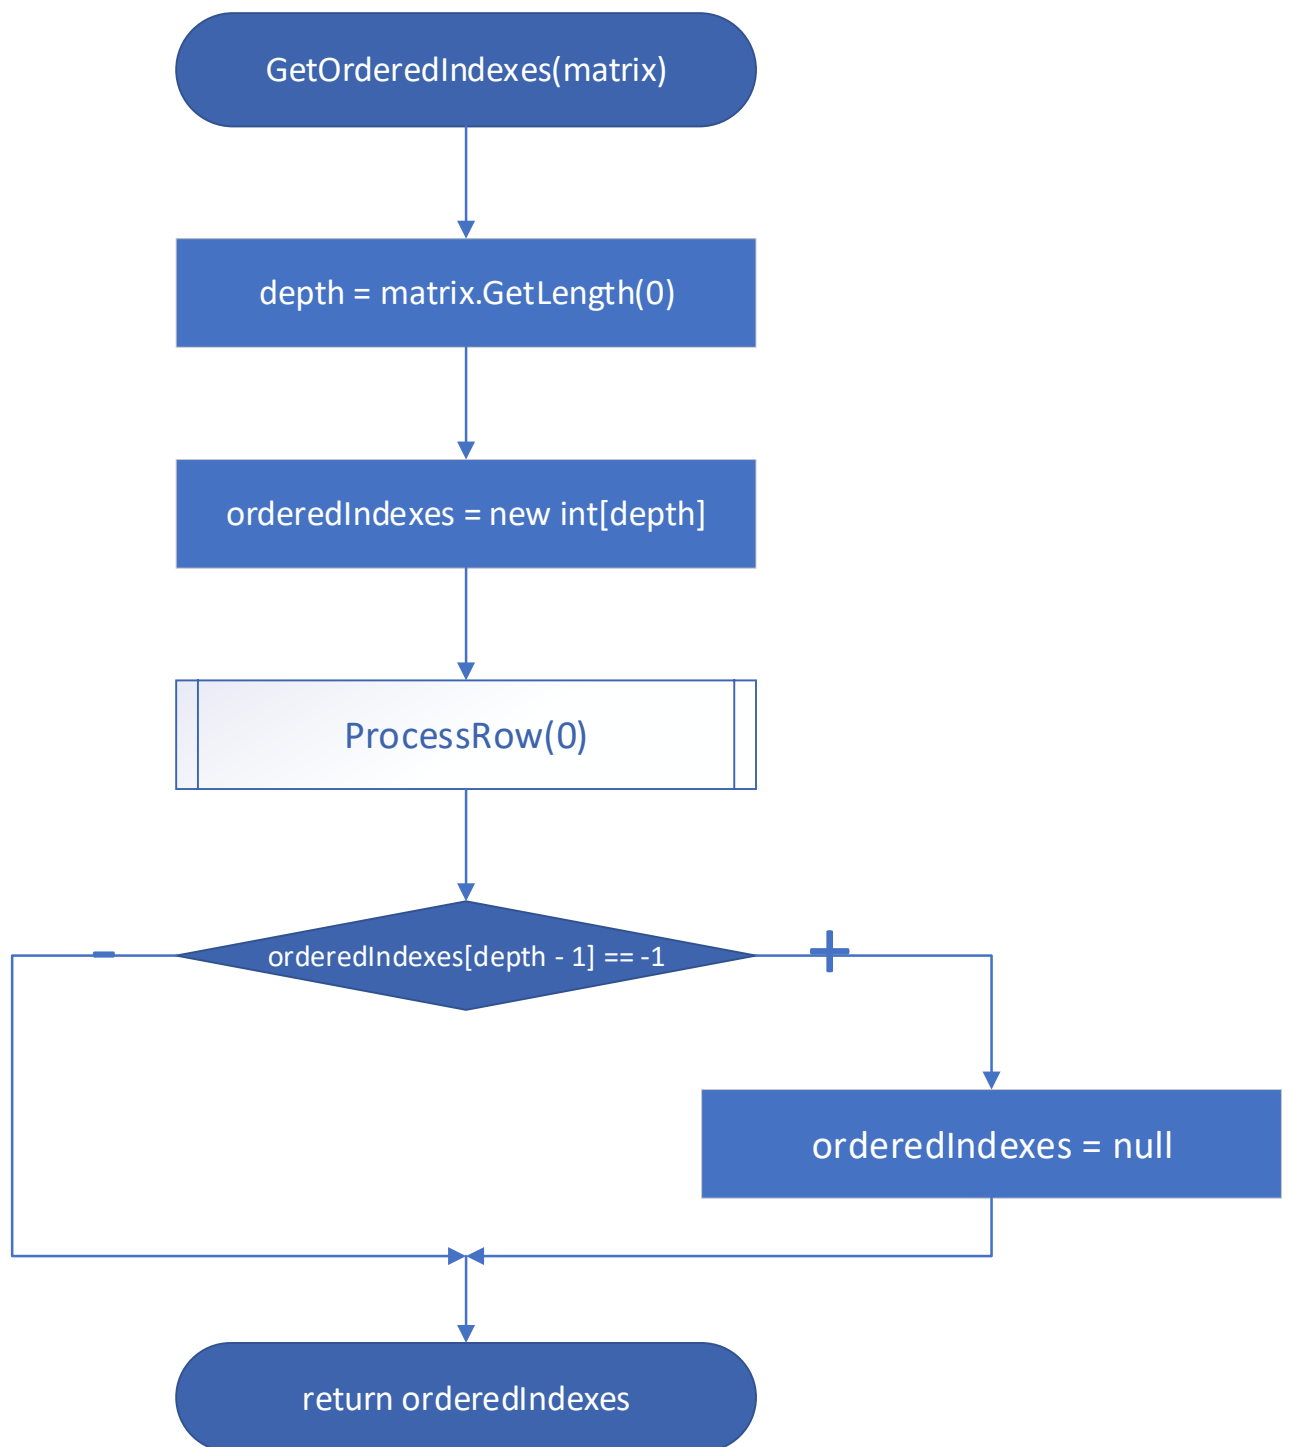 GetOrderedIndexes(matrix)
depth = matrix.GetLength(0)
orderedIndexes = new int[depth]
ProcessRow(0)
- orderedIndexes[depth - 1] == -1 +
orderedIndexes = null
return orderedIndexes